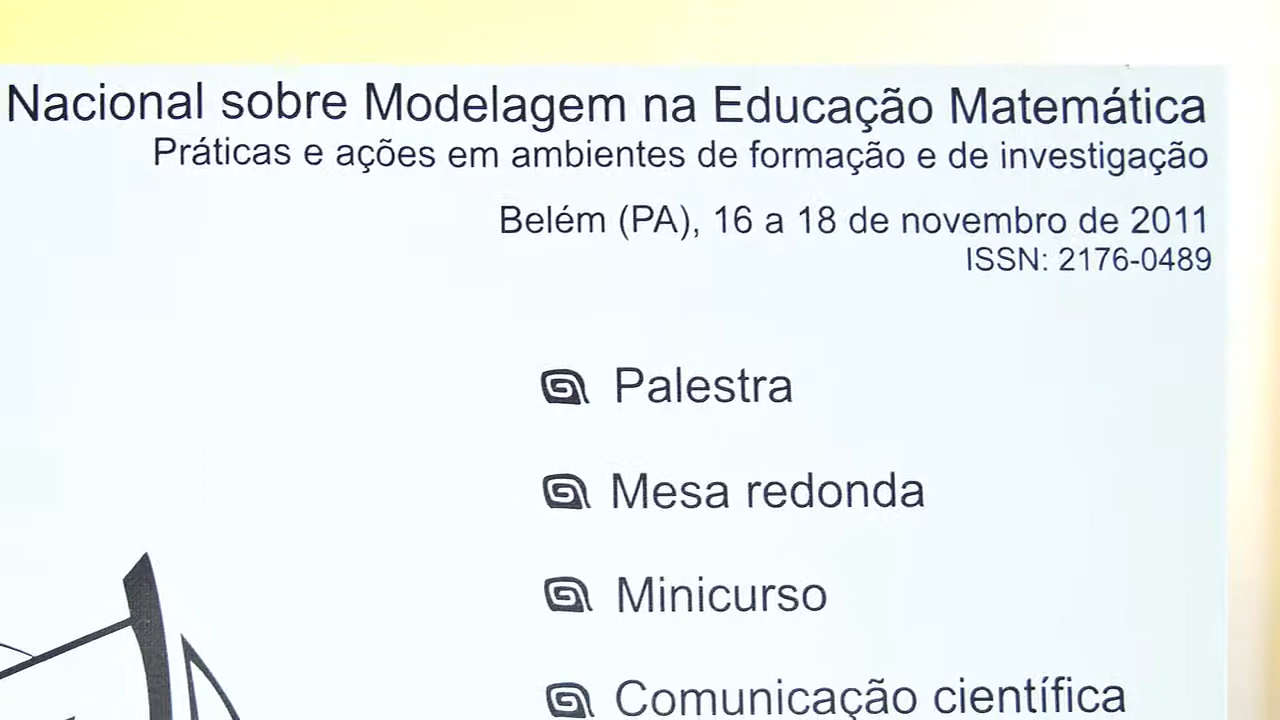 Nacional sobre Modelagem na Educação Matemática
Práticas e ações em ambientes de formação e de investigação
Belém (PA), 16 a 18 de novembro de 2011
ISSN: 2176-0489
Palestra
Mesa redonda
Minicurso
Comunicação científica